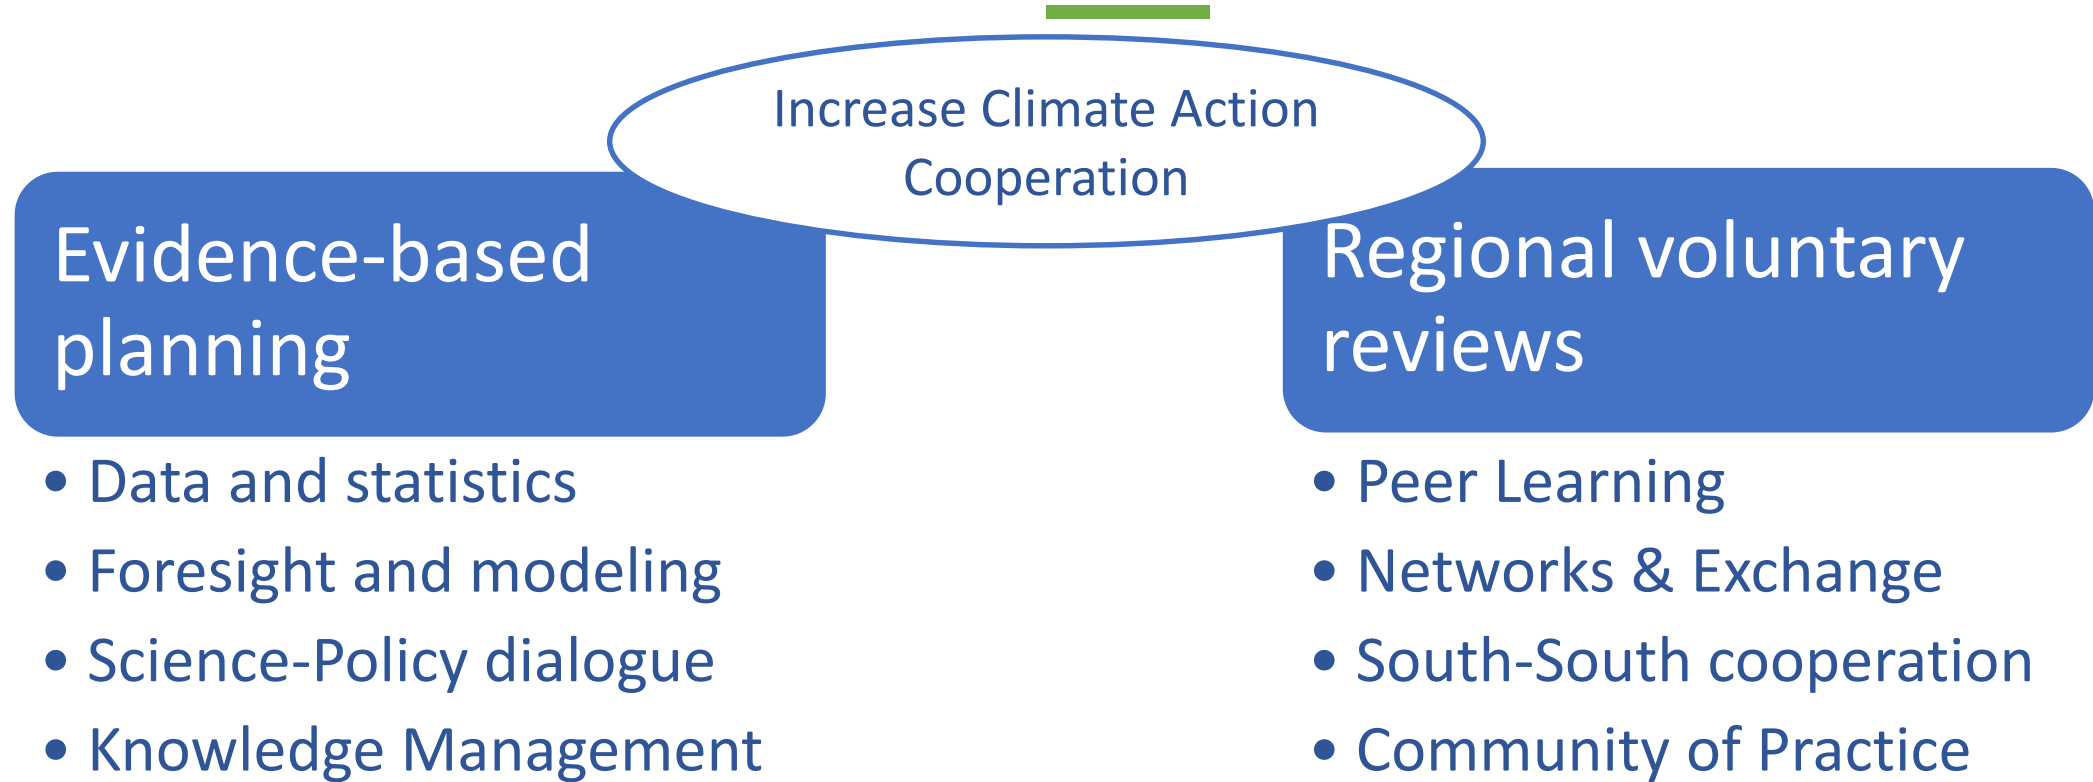 Increase Climate Action
Cooperation
Evidence-based
planning
• Data and statistics
• Foresight and modeling
• Science-Policy dialogue
• Knowledge Management
Regional voluntary
reviews
• Peer Learning
• Networks & Exchange
• South-South cooperation
• Community of Practice